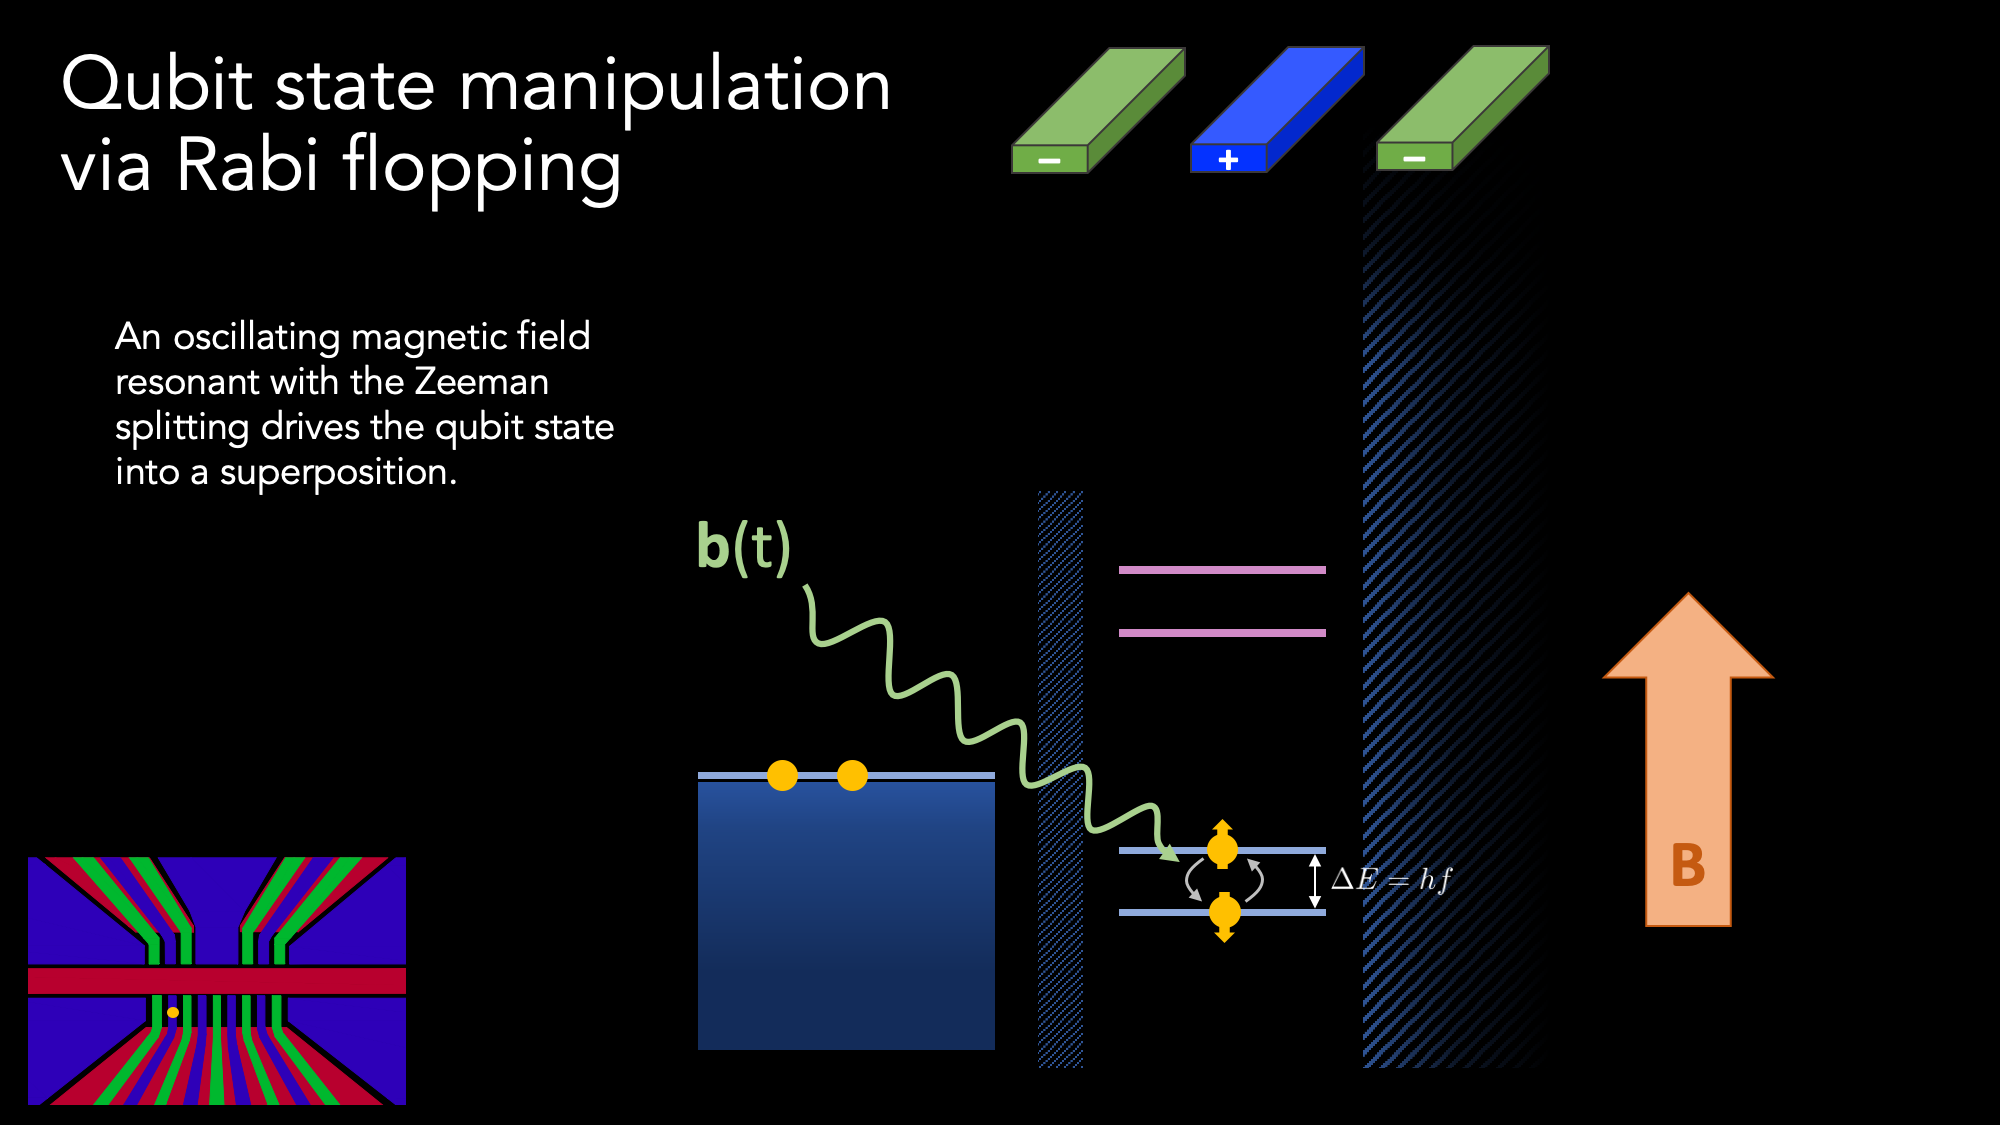 Qubit state manipulation
via Rabi flopping
− + −
An oscillating magnetic field
resonant with the Zeeman
splitting drives the qubit state
into a superposition.
b(t)
ΔE = hf
B